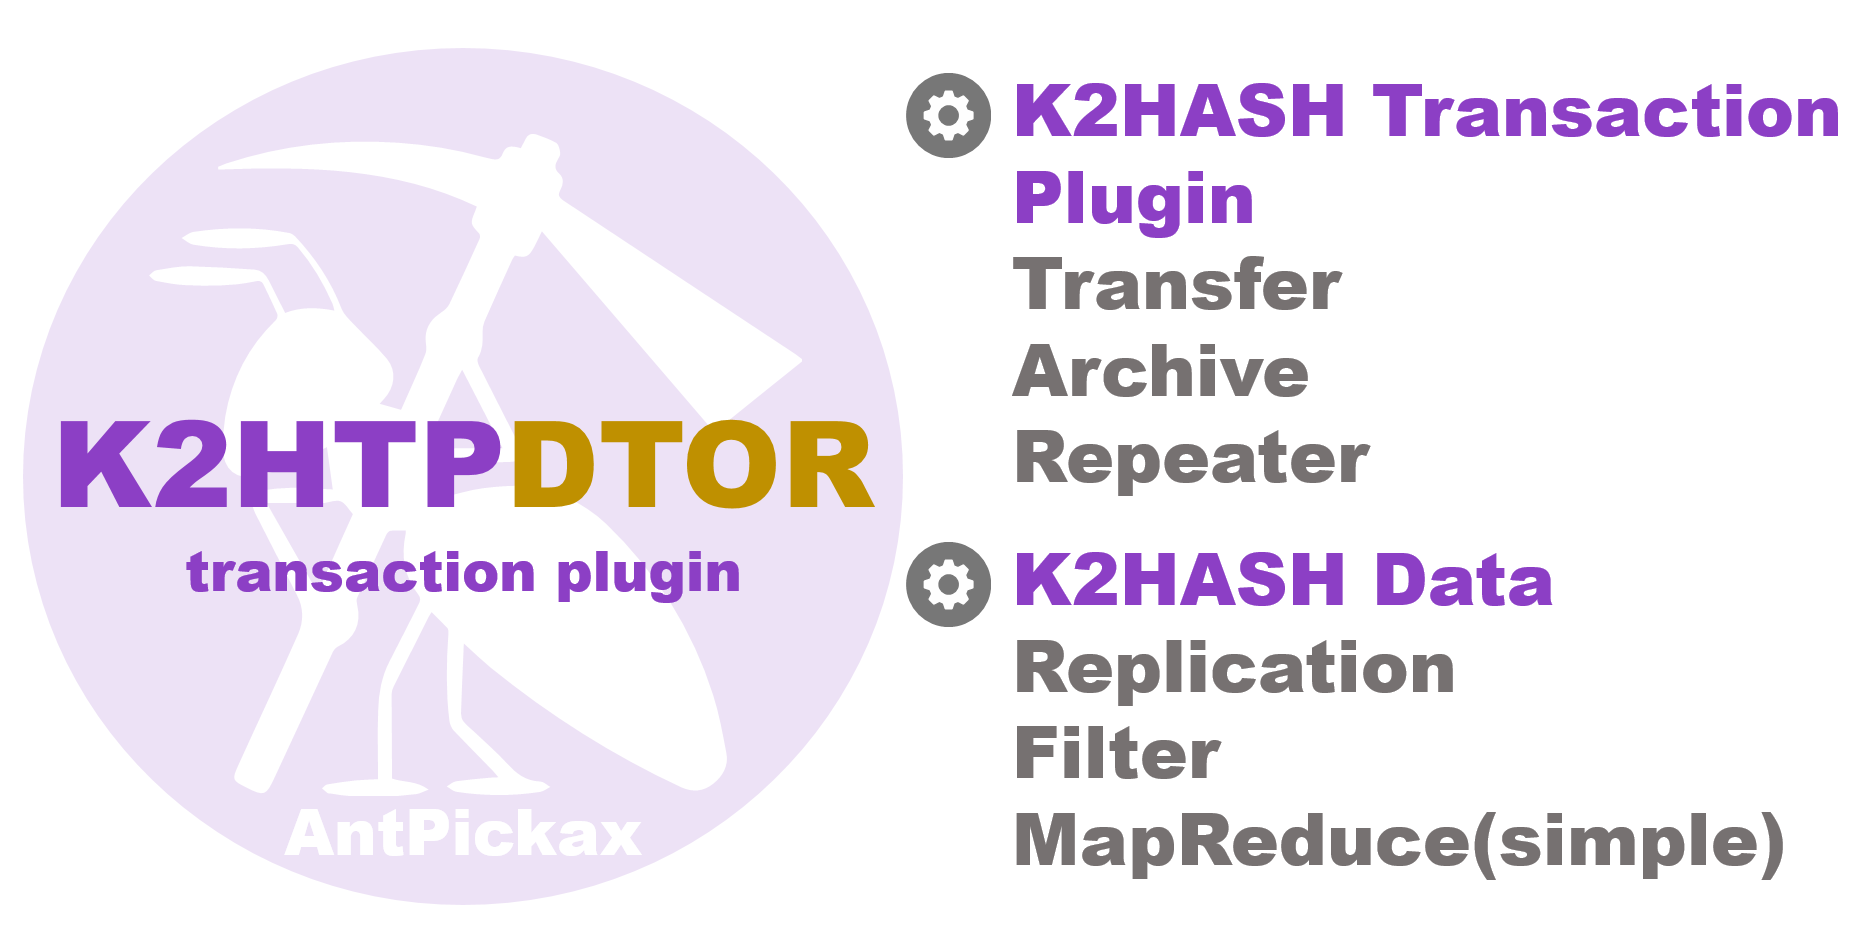 K2HTPDTOR
transaction plugin
AntPickax
K2HASH Transaction
Plugin
Transfer
Archive
Repeater
K2HASH Data
Replication
Filter
MapReduce(simple)